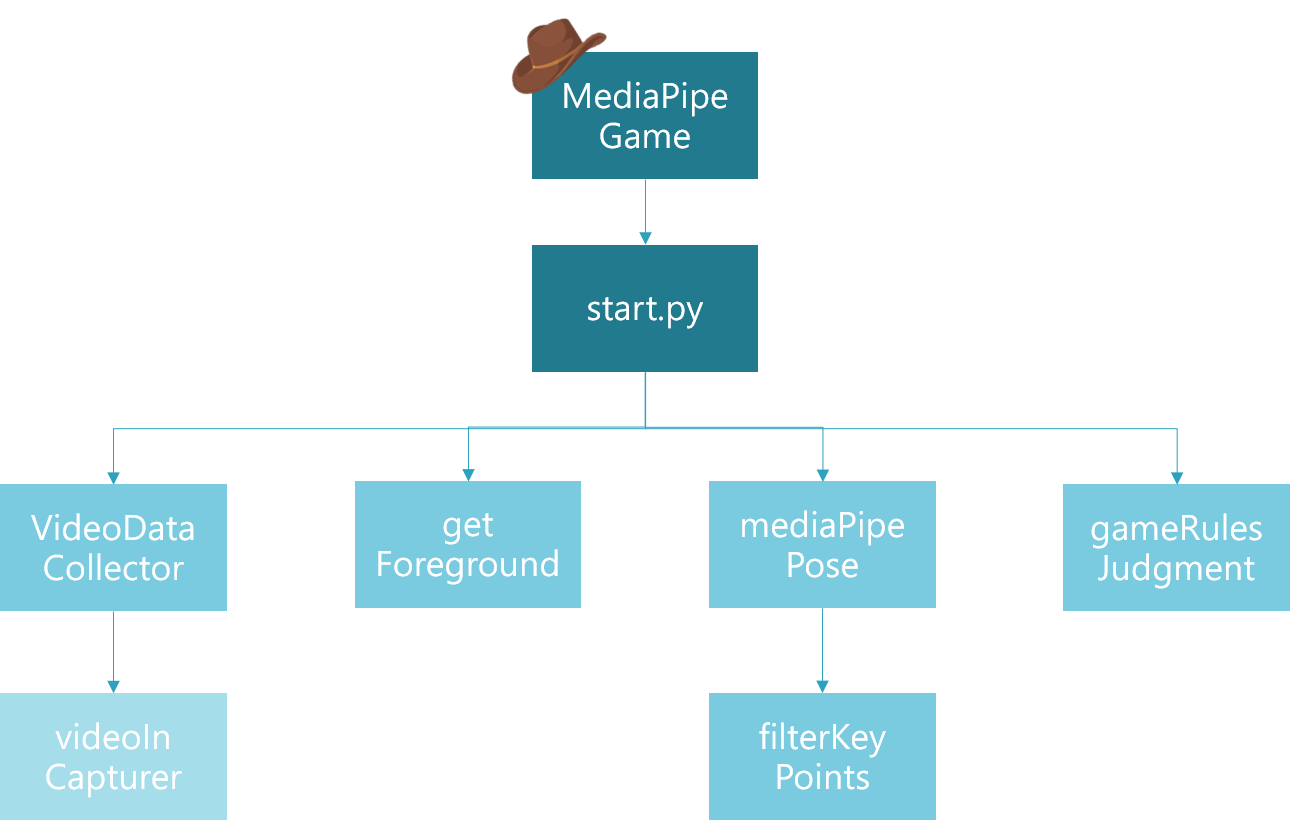 MediaPipe
Game
start.py
VideoData
Collector
get
Foreground
mediaPipe
Pose
gameRules
Judgment
videoIn
Capturer
filterKey
Points